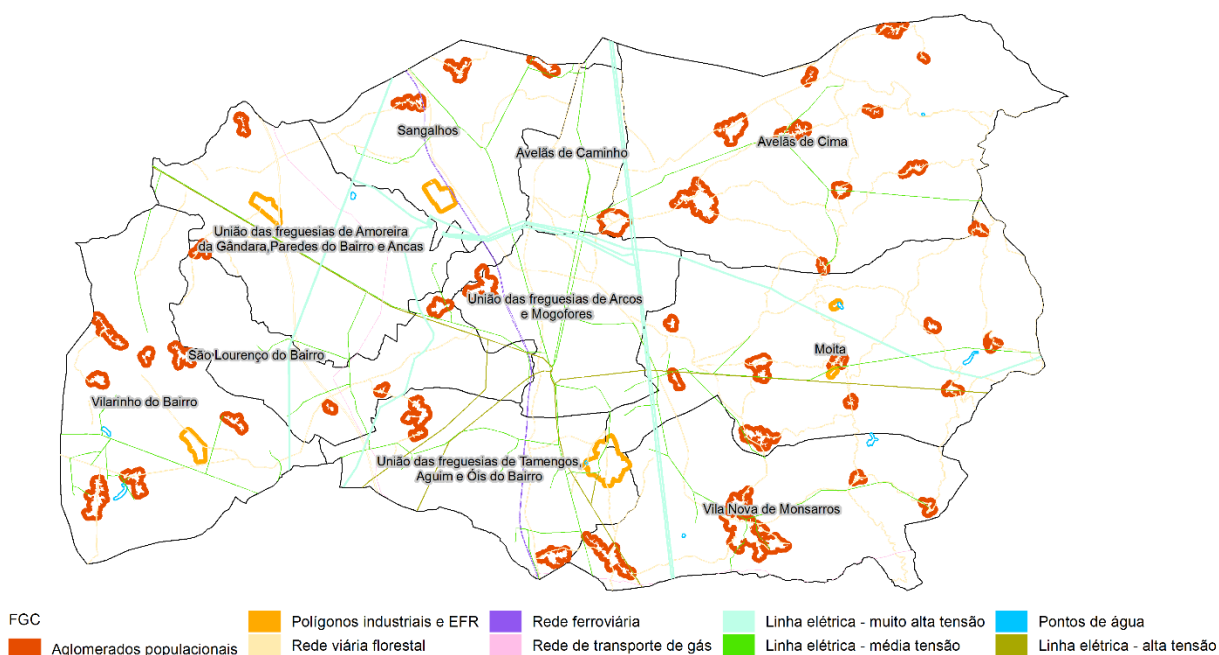 Sangalhos
Avelãs de Caminho
Avelãs de Cima
União das freguesias de Amoreira
da Gândara,Paredes do Bairro e Ancas
União das freguesias de Arcos
e Mogofores
São Lourenço do Bairro
Moita
Vilarinho do Bairro
União das freguesias de Tamengos,
Aguim e Óis do Bairro
Vila Nova de Monsarros
FGC
Aglomerados populacionais
Polígonos industriais e EFR
Rede viária florestal
Rede ferroviária
Rede de transporte de gás
Linha elétrica - muito alta tensão
Linha elétrica - média tensão
Pontos de água
Linha elétrica - alta tensão